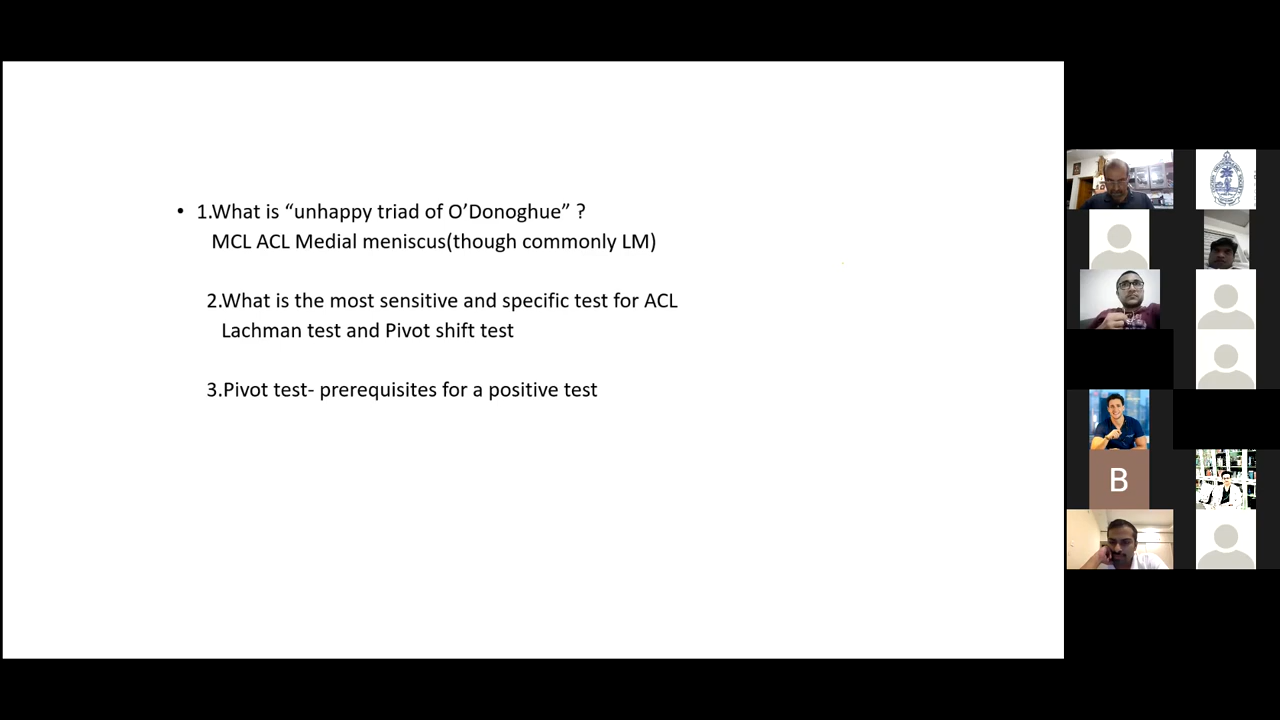 • 1.What is “unhappy triad of O’Donoghue” ?
MCL ACL Medial meniscus(though commonly LM)
2.What is the most sensitive and specific test for ACL
Lachman test and Pivot shift test
3.Pivot test- prerequisites for a positive test
B